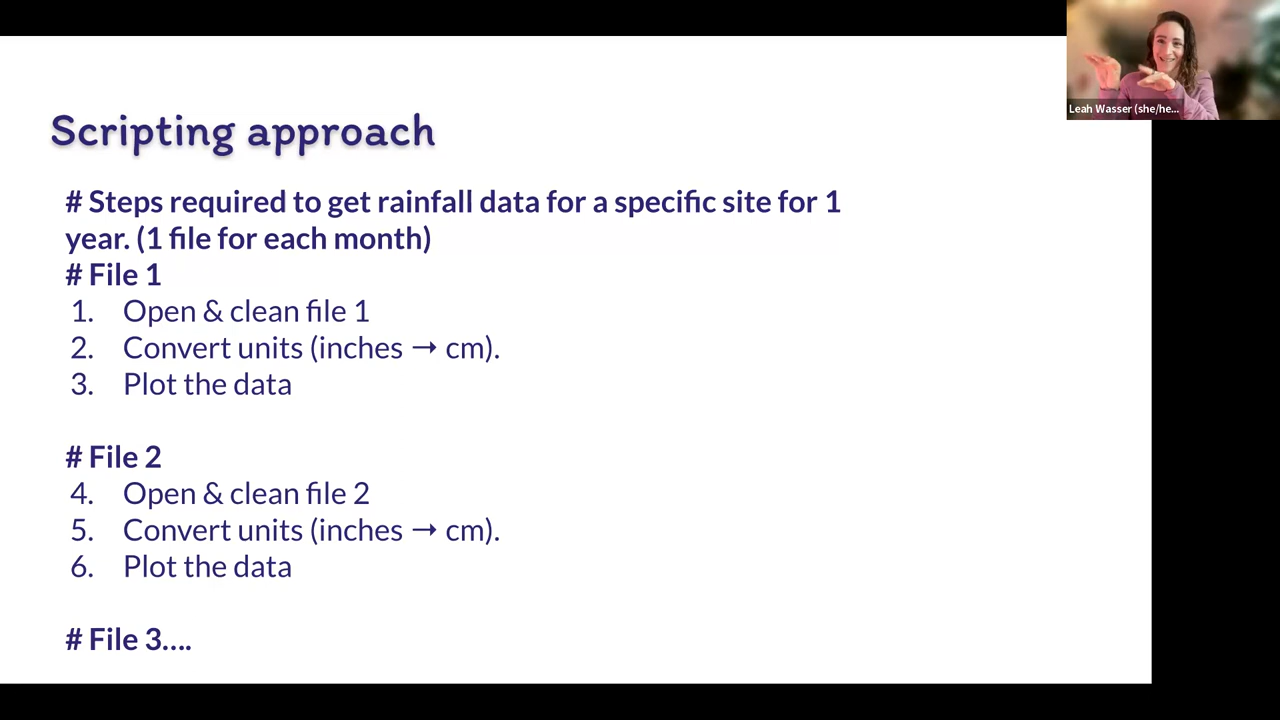 Leah Wasser (she/he...
Scripting approach
# Steps required to get rainfall data for a specific site for 1
year. (1 file for each month)
# File 1
1. Open & clean file 1
2. Convert units (inches → cm).
3. Plot the data
# File 2
4. Open & clean file 2
5. Convert units (inches → cm).
6. Plot the data
# File 3....